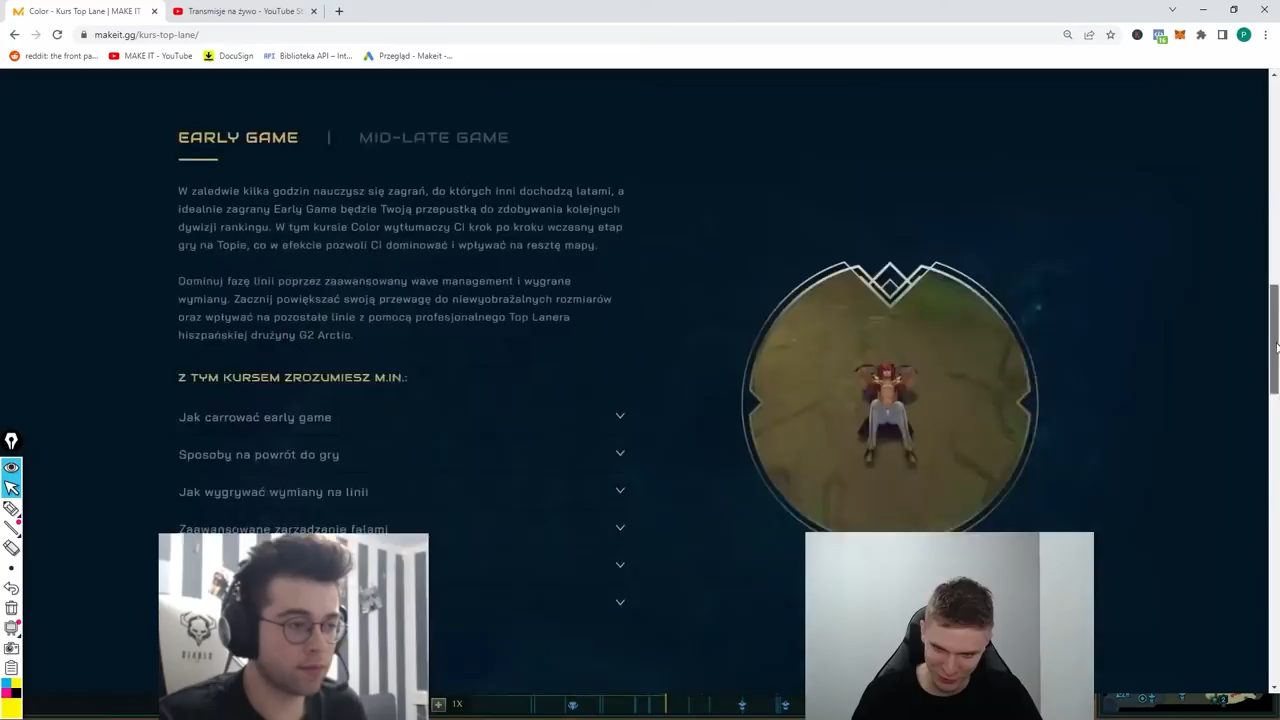 Color - Kurs Top Lane | MAKE IT
Transmisje na żywo - YouTube St
makeit.gg/kurs-top-lane/
reddit: the front pa...
MAKE IT - YouTube
DocuSign
API
Biblioteka API – Int...
Przegląd - Makeit -...
15
P
EARLY GAME | MID-LATE GAME
W zaledwie kilka godzin nauczysz się zagrań, do których inni dochodzą latami, a
idealnie zagrany Early Game będzie Twoją przepustką do zdobywania kolejnych
dywizji rankingu. W tym kursie Color wytłumaczy Ci krok po kroku wczesny etap
gry na Topie, co w efekcie pozwoli Ci dominować i wpływać na resztę mapy.
Dominuj fazę linii poprzez zaawansowany wave management i wygrane
wymiany. Zacznij powiększać swoją przewagę do niewyobrażalnych rozmiarów
oraz wpływać na pozostałe linie z pomocą profesjonalnego Top Lanera
hiszpańskiej drużyny G2 Arctic.
Z TYM KURSEM ZROZUMIESZ M.IN.:
Jak carrować early game
Sposoby na powrót do gry
Jak wygrywać wymiany na linii
Zaawansowane zarządzanie falami
DIABLO
1X